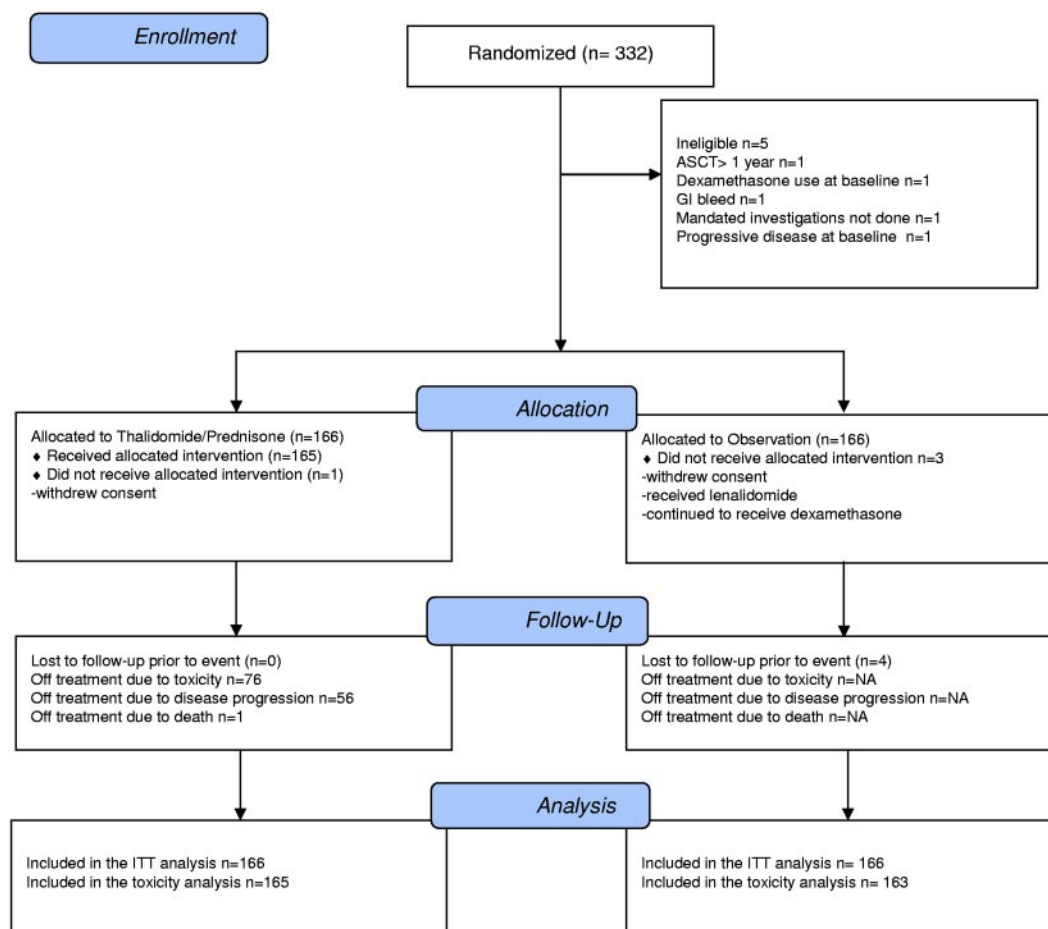 Enrollment
Randomized (n= 332)
Ineligible n=5
ASCT> 1 year n=1
Dexamethasone use at baseline n=1
GI bleed n=1
Mandated investigations not done n=1
Progressive disease at baseline n=1
Allocation
Allocated to Thalidomide/Prednisone (n=166)
♦ Received allocated intervention (n=165)
♦ Did not receive allocated intervention (n=1)
-withdrew consent
Allocated to Observation (n=166)
♦ Did not receive allocated intervention n=3
-withdrew consent
-received lenalidomide
-continued to receive dexamethasone
Follow-Up
Lost to follow-up prior to event (n=0)
Off treatment due to toxicity n=76
Off treatment due to disease progression n=56
Off treatment due to death n=1
Lost to follow-up prior to event (n=4)
Off treatment due to toxicity n=NA
Off treatment due to disease progression n=NA
Off treatment due to death n=NA
Analysis
Included in the ITT analysis n=166
Included in the toxicity analysis n=165
Included in the ITT analysis n= 166
Included in the toxicity analysis n= 163